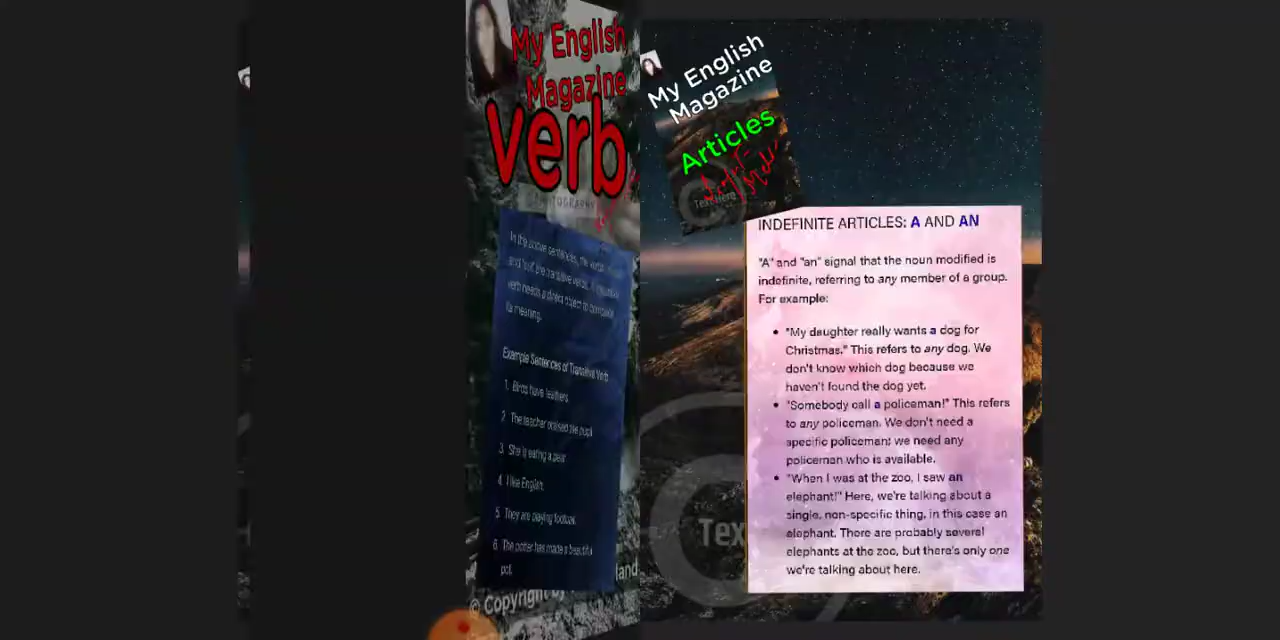 My English
Magazine
Verb
PHOTOGRAPHY
In the above sentences, the verbs
and
transitive verbs. A
verb needs a direct object to complete
its meaning.
Example Sentences of Transitive Verb
1. Birds have feathers.
2. The teacher praised the pupil.
3. She is eating a pear.
4. I like English.
5. They are playing football.
6. The potter has made a beautiful
pot.
© Copyright by
land
My English
Magazine
Articles
C
Text Here
INDEFINITE ARTICLES: A AND AN
"A" and "an" signal that the noun modified is
indefinite, referring to any member of a group.
For example:
• "My daughter really wants a dog for
Christmas." This refers to any dog. We
don't know which dog because we
haven't found the dog yet.
• "Somebody call a policeman!" This refers
to any policeman. We don't need a
specific policeman; we need any
policeman who is available.
• "When I was at the zoo, I saw an
elephant!" Here, we're talking about a
single, non-specific thing, in this case an
elephant. There are probably several
elephants at the zoo, but there's only one
we're talking about here.
C
Tex